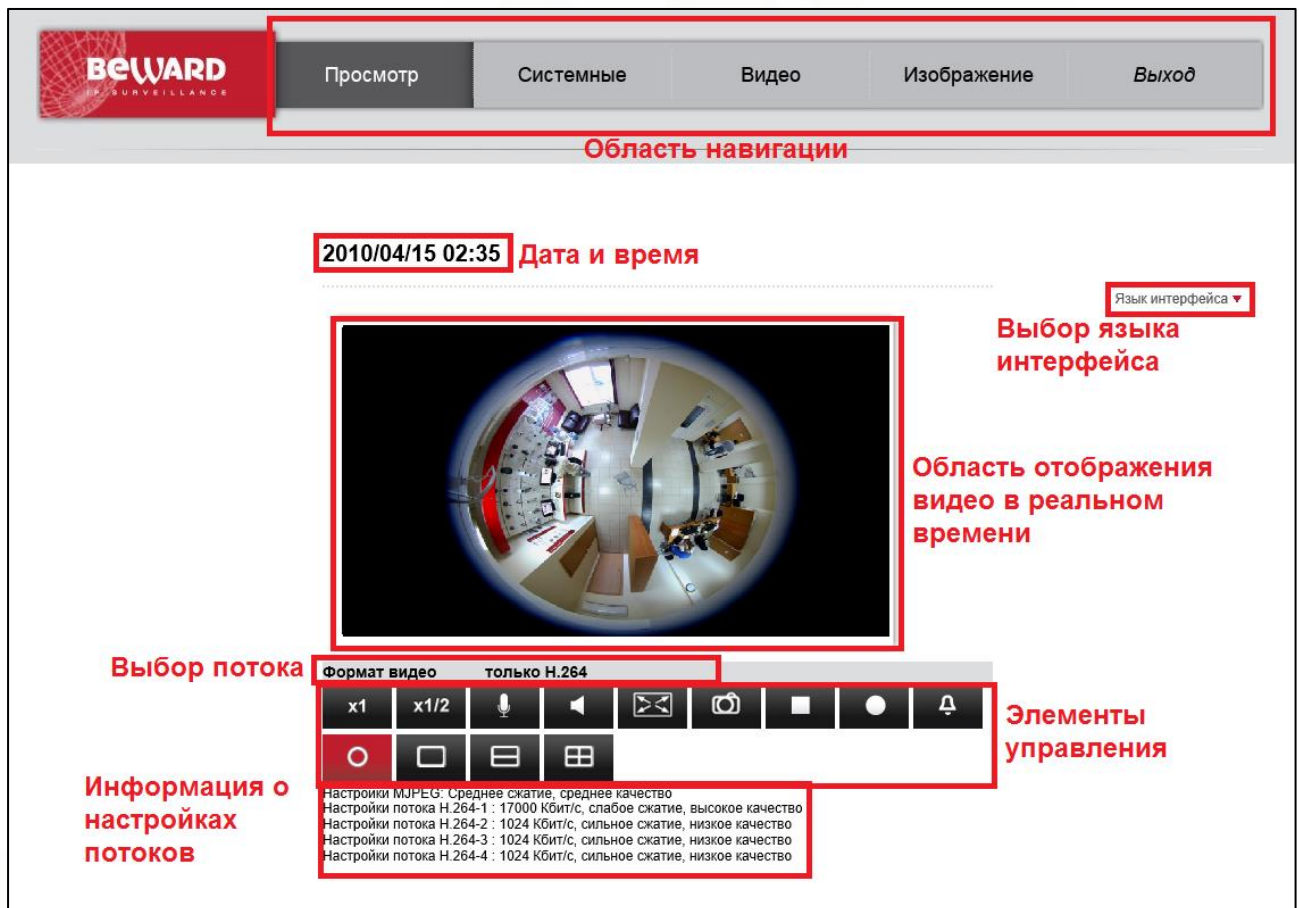 BEWARD
IP SURVEILLANCE
Просмотр
Системные
Видео
Изображение
Выход
Область навигации
2010/04/15 02:35
Дата и время
Язык интерфейса
Выбор языка
интерфейса
Область отображения
видео в реальном
времени
Выбор потока
Формат видео только H.264
x1
x1/2
Элементы
управления
Информация о
настройках
потоков
Настройки MJPEG: Среднее сжатие, среднее качество
Настройки потока H.264-1 : 17000 Кбит/с, слабое сжатие, высокое качество
Настройки потока H.264-2 : 1024 Кбит/с, сильное сжатие, низкое качество
Настройки потока H.264-3 : 1024 Кбит/с, сильное сжатие, низкое качество
Настройки потока H.264-4 : 1024 Кбит/с, сильное сжатие, низкое качество